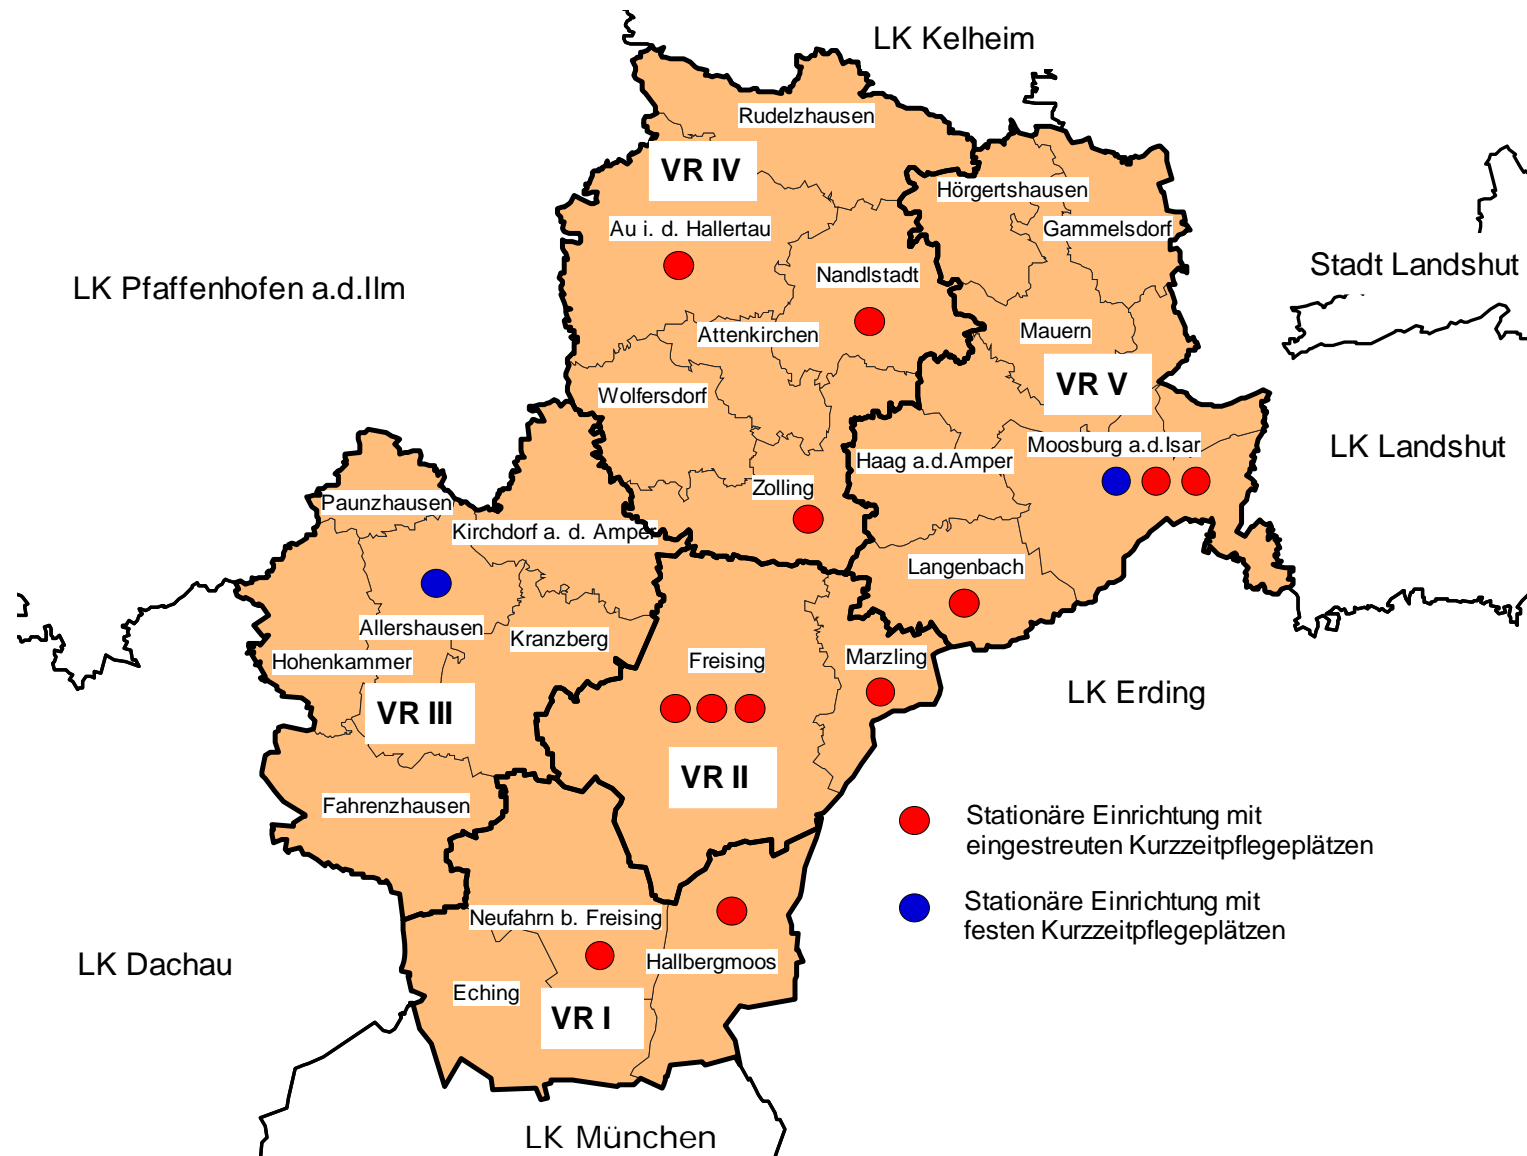 LK Kelheim
Rudelzhausen
VR IV
Hörgertshausen
Au i. d. Hallertau
Gammelsdorf
Stadt Landshut
LK Pfaffenhofen a.d.Ilm
Nandlstadt
Attenkirchen
Mauern
VR V
Wolfersdorf
Moosburg a.d.Isar
LK Landshut
Haag a.d.Amper
Zolling
Paunzhausen
Kirchdorf a. d. Amper
Langenbach
Allershausen
Kranzberg
Hohenkammer
Freising
Marzling
LK Erding
VR III
VR II
Fahrenzhausen
Stationäre Einrichtung mit
eingestreuten Kurzzeitpflegeplätzen
Stationäre Einrichtung mit
festen Kurzzeitpflegeplätzen
Neufahrn b. Freising
Hallbergmoos
LK Dachau
Eching
VR I
LK München